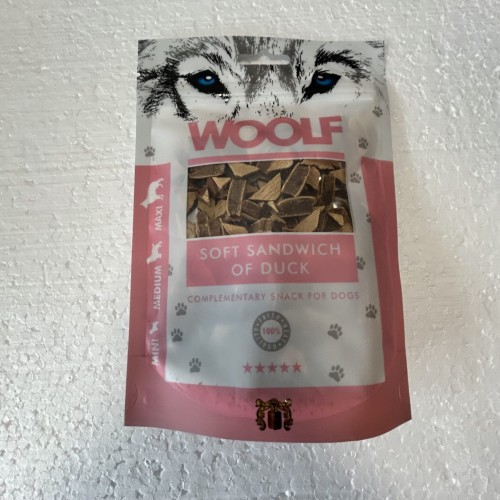 WOOLF
SOFT SANDWICH
OF DUCK
COMPLEMENTARY SNACK FOR DOGS
MINI MEDIUM MAXI
100%